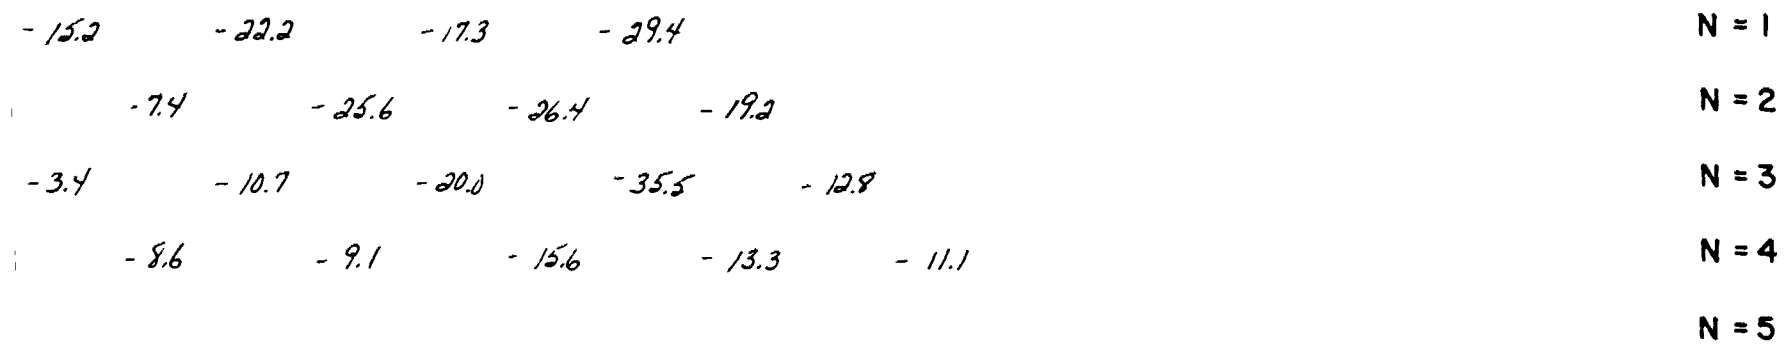 - 15.2 - 22.2 - 17.3 - 29.4 N = 1
- 7.4 - 25.6 - 26.4 - 19.2 N = 2
- 3.4 - 10.7 - 20.0 - 35.5 - 12.8 N = 3
- 8.6 - 9.1 - 15.6 - 13.3 - 11.1 N = 4
N = 5